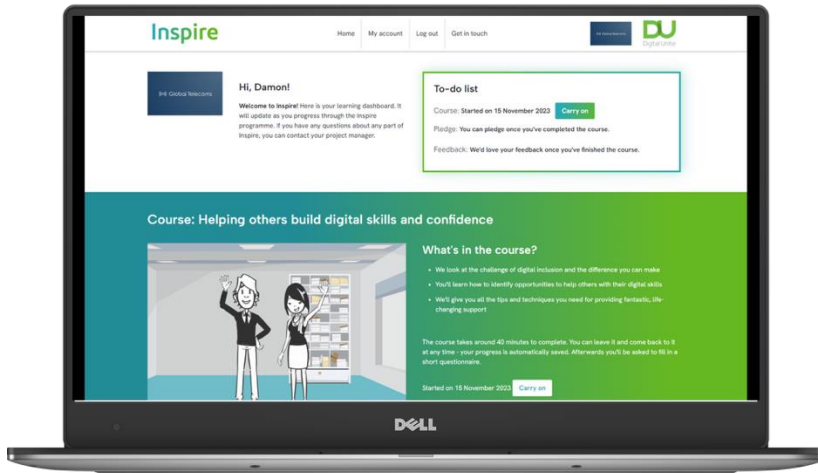 Inspire
Home My account Log out Get in touch
((•)) Global Telecoms
DU
Digital Unite
((•)) Global Telecoms
Hi, Damon!
Welcome to Inspire! Here is your learning dashboard. It
will update as you progress through the Inspire
programme. If you have any questions about any part of
Inspire, you can contact your project manager.
To-do list
Course: Started on 15 November 2023 Carry on
Pledge: You can pledge once you've completed the course.
Feedback: We'd love your feedback once you've finished the course.
Course: Helping others build digital skills and confidence
What's in the course?
• We look at the challenge of digital inclusion and the difference you can make
• You'll learn how to identify opportunities to help others with their digital skills
• We'll give you all the tips and techniques you need for providing fantastic, life-
changing support
The course takes around 40 minutes to complete. You can leave it and come back to it
at any time - your progress is automatically saved. Afterwards you'll be asked to fill in a
short questionnaire.
Started on 15 November 2023 Carry on
DELL